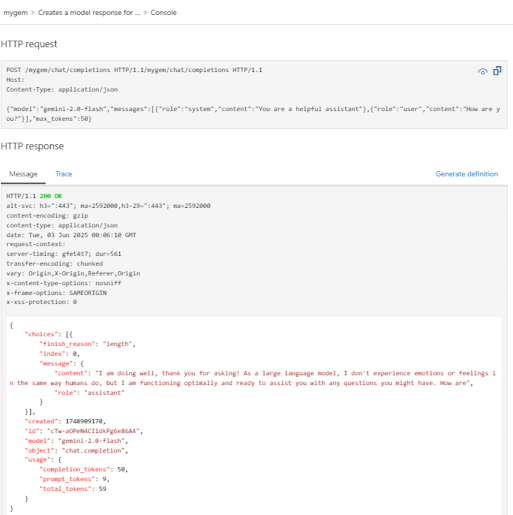 mygem > Creates a model response for ... > Console
HTTP request
POST /mygem/chat/completions HTTP/1.1/mygem/chat/completions HTTP/1.1
Host:
Content-Type: application/json
{"model":"gemini-2.0-flash","messages":[{"role":"system","content":"You are a helpful assistant"},{"role":"user","content":"How are y
ou?"}],"max_tokens":50}
HTTP response
Message Trace Generate definition
HTTP/1.1 200 OK
alt-svc: h3=":443"; ma=2592000,h3-29=":443"; ma=2592000
content-encoding: gzip
content-type: application/json
date: Tue, 03 Jun 2025 00:06:10 GMT
request-context:
server-timing: gfet4t7; dur=561
transfer-encoding: chunked
vary: Origin,X-Origin,Referer,Origin
x-content-type-options: nosniff
x-frame-options: SAMEORIGIN
x-xss-protection: 0
{
"choices": [{
"finish_reason": "length",
"index": 0,
"message": {
"content": "I am doing well, thank you for asking! As a large language model, I don't experience emotions or feelings i
n the same way humans do, but I am functioning optimally and ready to assist you with any questions you might have. How are",
"role": "assistant"
}
}],
"created": 1748909170,
"id": "cTw-aOPeN4CI1dkPg6e86A4",
"model": "gemini-2.0-flash",
"object": "chat.completion",
"usage": {
"completion_tokens": 50,
"prompt_tokens": 9,
"total_tokens": 59
}
}